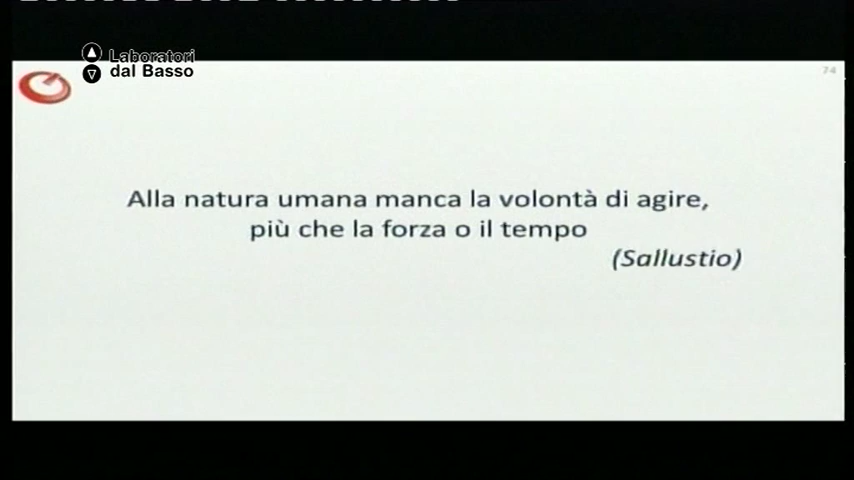 Laboratori
dal Basso
74
Alla natura umana manca la volontà di agire,
più che la forza o il tempo
(Sallustio)